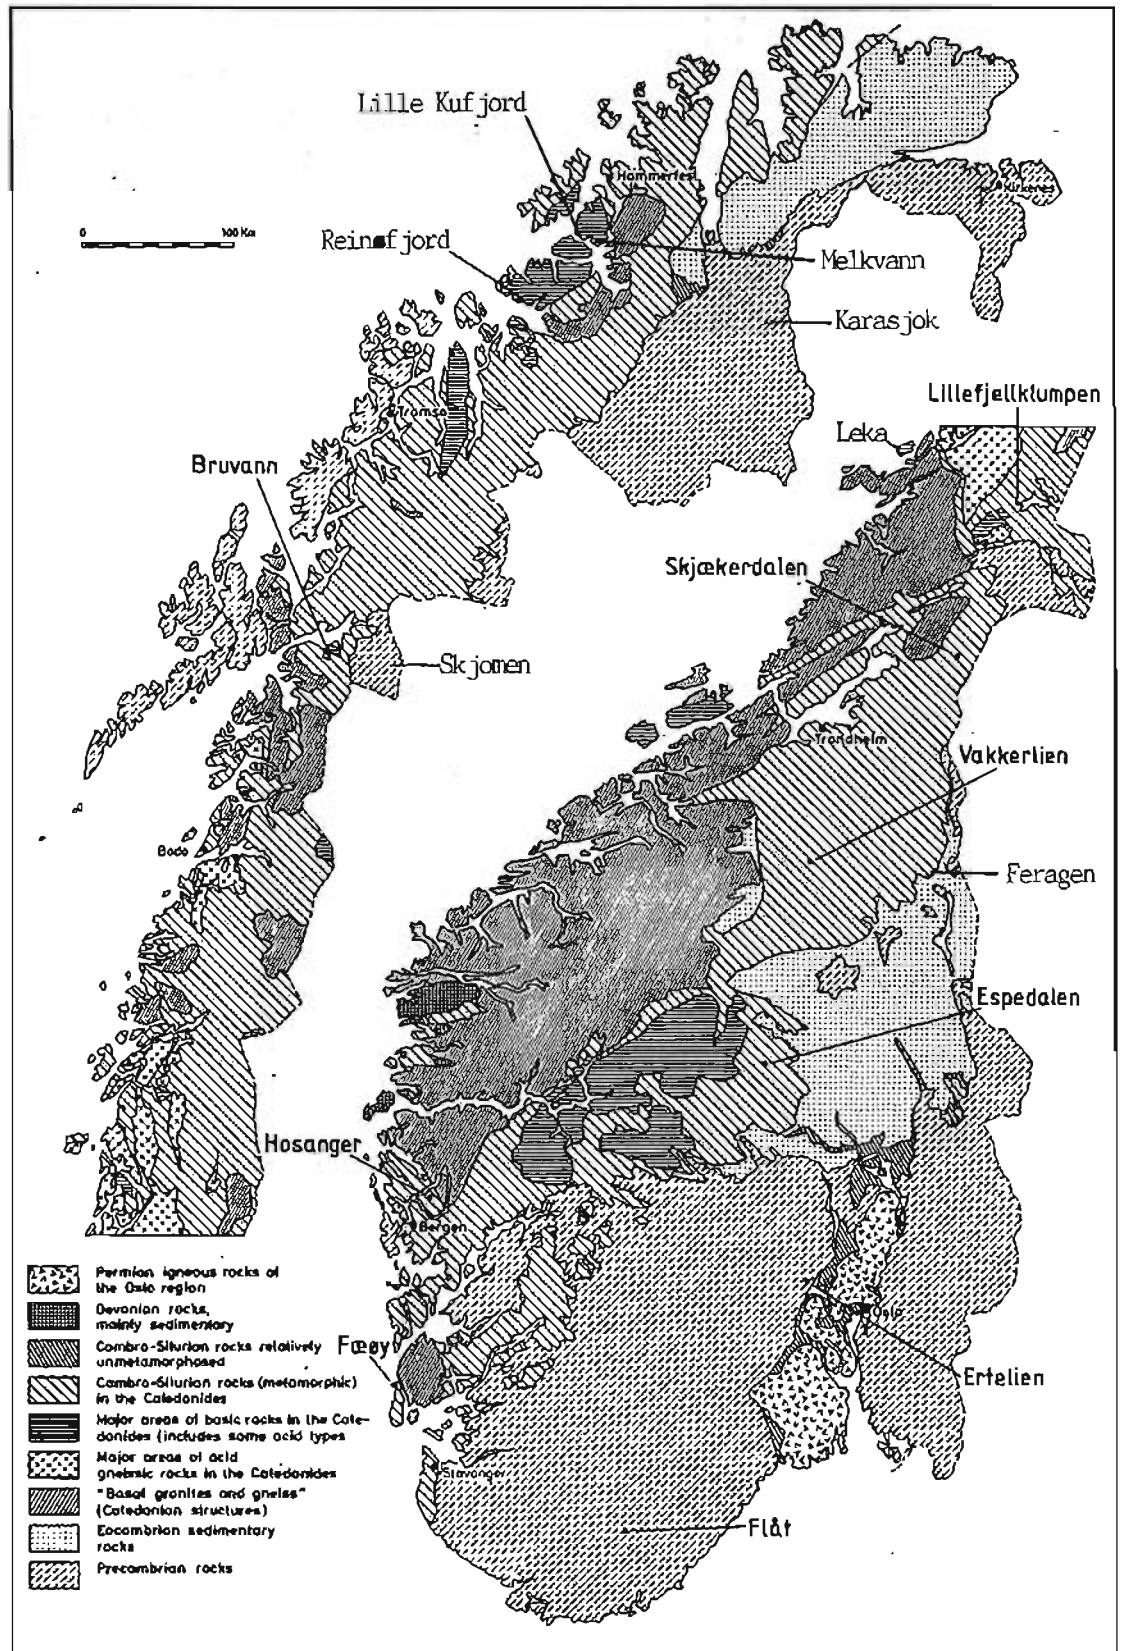 Lille Kufjord
Hammerfest
Kirkenes
0 100 Km
Reinsfjord
Melkvann
Karasjok
Lillefjellklumpen
Tromsø
Leka
Bruvann
Skjækerdalen
Skjomen
Trondheim
Vakkerlien
Bodø
Feragen
Espedalen
Hosanger
Bergen
Permian igneous rocks of
the Oslo region
Oslo
Devonian rocks,
mainly sedimentary
Cambro-Silurian rocks relatively
unmetamorphosed
Fæøy
Ertelien
Cambro-Silurian rocks (metamorphic)
in the Caledonides
Major areas of basic rocks in the Cale-
donides (includes some acid types
Major areas of acid
gneissic rocks in the Caledonides
Stavanger
"Basal granites and gneiss"
(Caledonian structures)
Flåt
Eocambrian sedimentary
rocks
Precambrian rocks